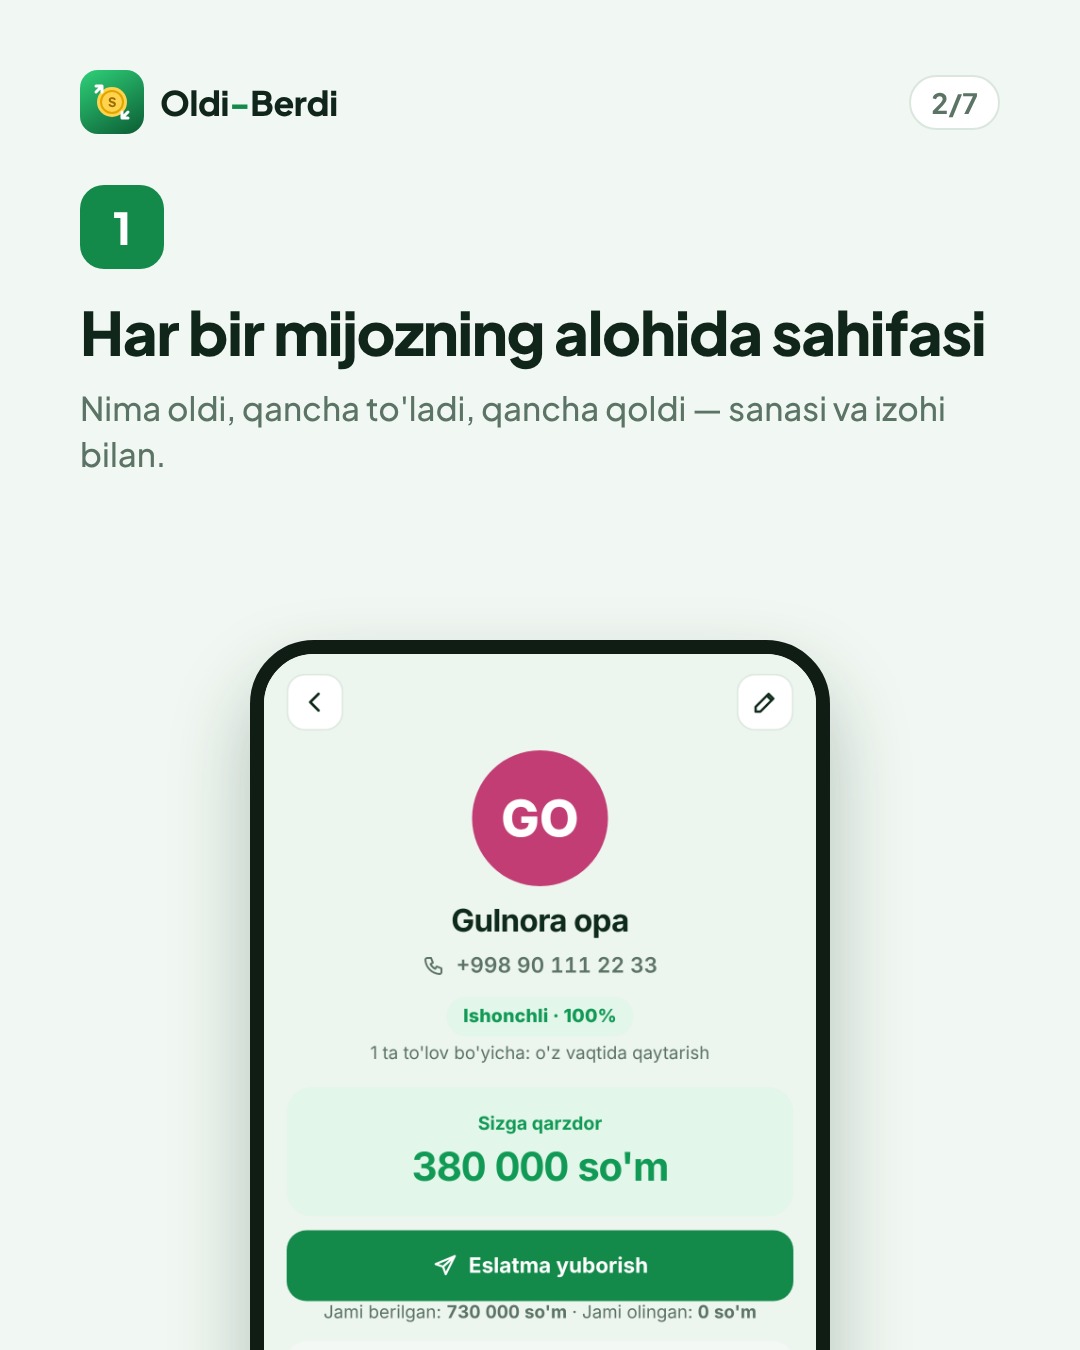 Oldi-Berdi
2/7
1
Har bir mijozning alohida sahifasi
Nima oldi, qancha to'ladi, qancha qoldi — sanasi va izohi
bilan.
GO
Gulnora opa
+998 90 111 22 33
Ishonchli · 100%
1 ta to'lov bo'yicha: o'z vaqtida qaytarish
Sizga qarzdor
380 000 so'm
Eslatma yuborish
Jami berilgan: 730 000 so'm · Jami olingan: 0 so'm